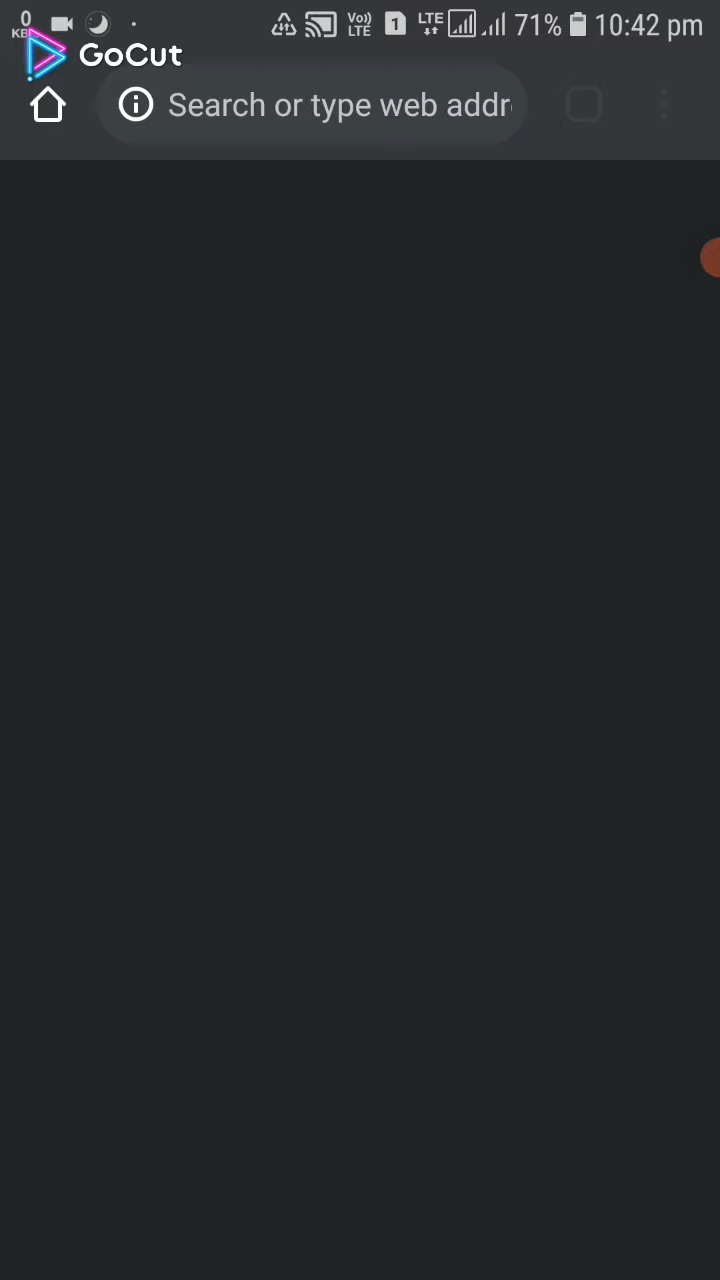 0
KB
Vo))
LTE
1
LTE
71%
10:42 pm
GoCut
Search or type web addr